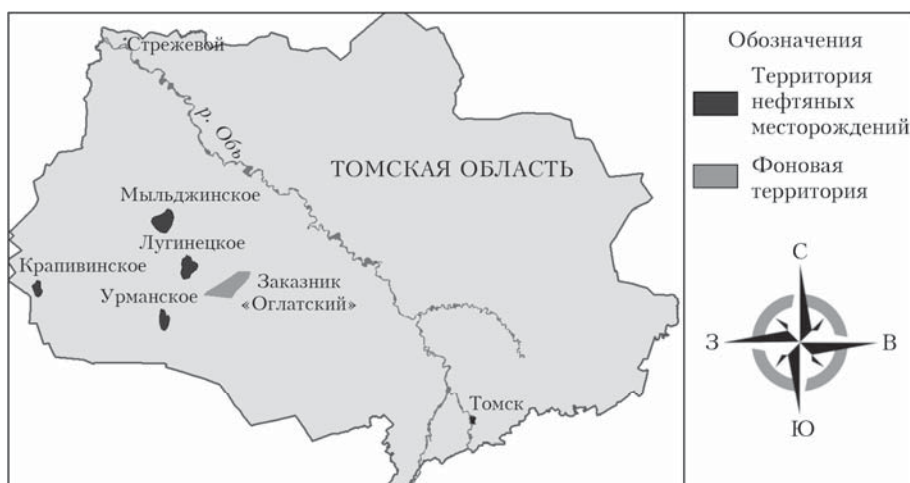 Стрежевой
р. Обь
ТОМСКАЯ ОБЛАСТЬ
Мыльджинское
Лугинецкое
Крапивинское
Урманское
Заказник
«Оглатский»
Томск
Обозначения
Территория
нефтяных
месторождений
Фоновая
территория
С
З
В
Ю